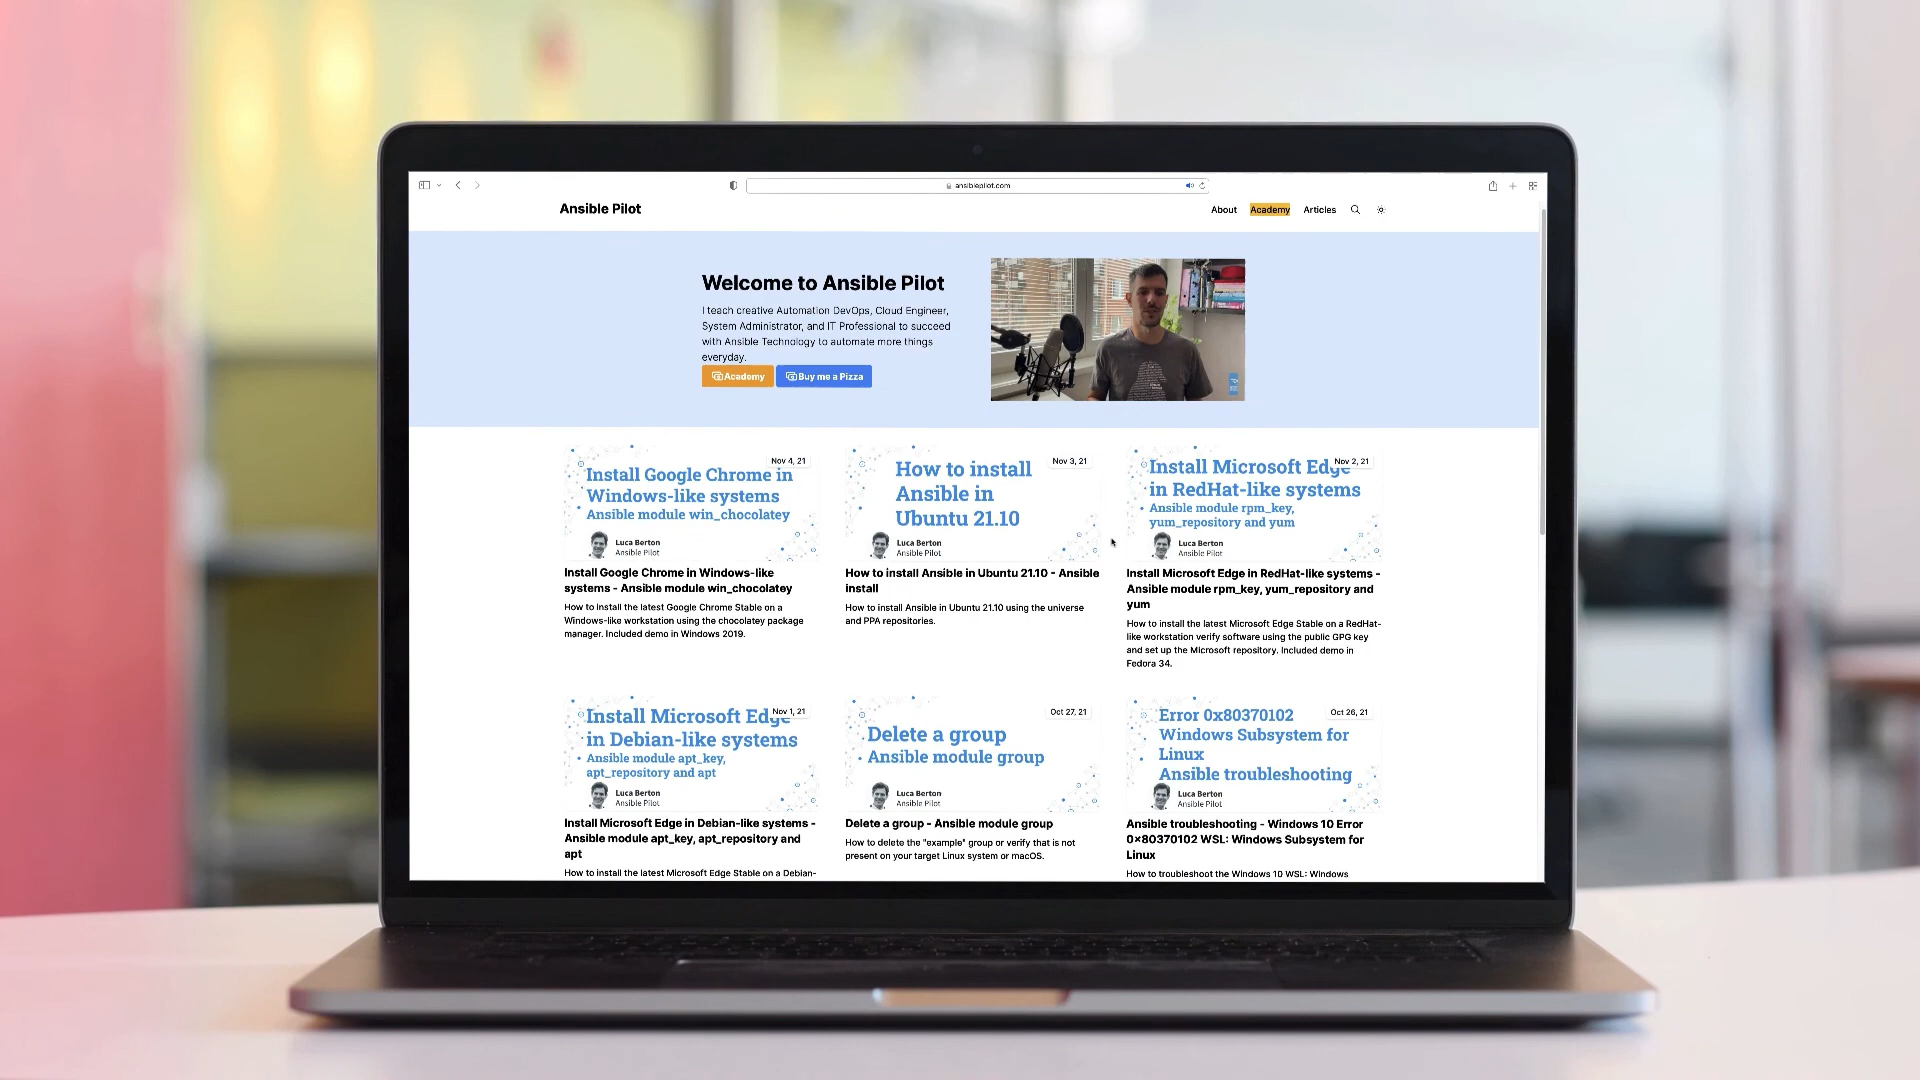 ansiblepilot.com
Ansible Pilot
About Academy Articles
Welcome to Ansible Pilot
I teach creative Automation DevOps, Cloud Engineer,
System Administrator, and IT Professional to succeed
with Ansible Technology to automate more things
everyday.
Academy Buy me a Pizza
Nov 4, 21
Install Google Chrome in
Windows-like systems
Ansible module win_chocolatey
Luca Berton
Ansible Pilot
Install Google Chrome in Windows-like
systems - Ansible module win_chocolatey
How to install the latest Google Chrome Stable on a
Windows-like workstation using the chocolatey package
manager. Included demo in Windows 2019.
Nov 3, 21
How to install
Ansible in
Ubuntu 21.10
Luca Berton
Ansible Pilot
How to install Ansible in Ubuntu 21.10 - Ansible
install
How to install Ansible in Ubuntu 21.10 using the universe
and PPA repositories.
Nov 2, 21
Install Microsoft Edge
in RedHat-like systems
Ansible module rpm_key,
yum_repository and yum
Luca Berton
Ansible Pilot
Install Microsoft Edge in RedHat-like systems -
Ansible module rpm_key, yum_repository and
yum
How to install the latest Microsoft Edge Stable on a RedHat-
like workstation verify software using the public GPG key
and set up the Microsoft repository. Included demo in
Fedora 34.
Nov 1, 21
Install Microsoft Edge
in Debian-like systems
Ansible module apt_key,
apt_repository and apt
Luca Berton
Ansible Pilot
Install Microsoft Edge in Debian-like systems -
Ansible module apt_key, apt_repository and
apt
How to install the latest Microsoft Edge Stable on a Debian-
Oct 27, 21
Delete a group
Ansible module group
Luca Berton
Ansible Pilot
Delete a group - Ansible module group
How to delete the "example" group or verify that is not
present on your target Linux system or macOS.
Oct 26, 21
Error 0x80370102
Windows Subsystem for
Linux
Ansible troubleshooting
Luca Berton
Ansible Pilot
Ansible troubleshooting - Windows 10 Error
0x80370102 WSL: Windows Subsystem for
Linux
How to troubleshoot the Windows 10 WSL: Windows